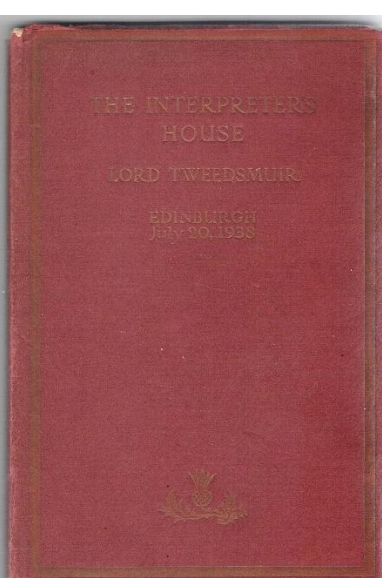 THE INTERPRETER'S
HOUSE
LORD TWEEDSMUIR
EDINBURGH
July 20, 1938